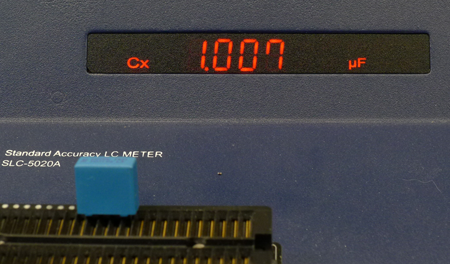 Cx 1.007 µF
Standard Accuracy LC METER
SLC-5020A